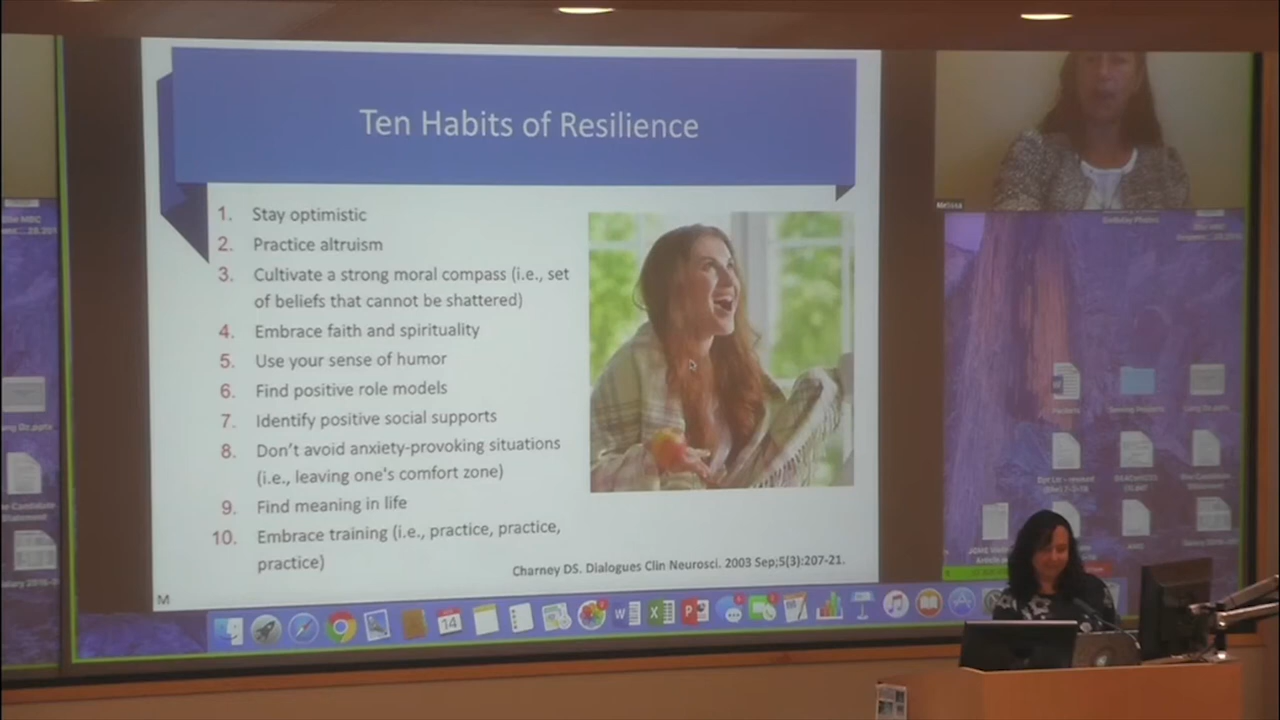 Ten Habits of Resilience
1. Stay optimistic
2. Practice altruism
3. Cultivate a strong moral compass (i.e., set
of beliefs that cannot be shattered)
4. Embrace faith and spirituality
5. Use your sense of humor
6. Find positive role models
7. Identify positive social supports
8. Don't avoid anxiety-provoking situations
(i.e., leaving one's comfort zone)
9. Find meaning in life
10. Embrace training (i.e., practice, practice,
practice)
Charney DS. Dialogues Clin Neurosci. 2003 Sep;5(3):207-21.
M
14
Melissa